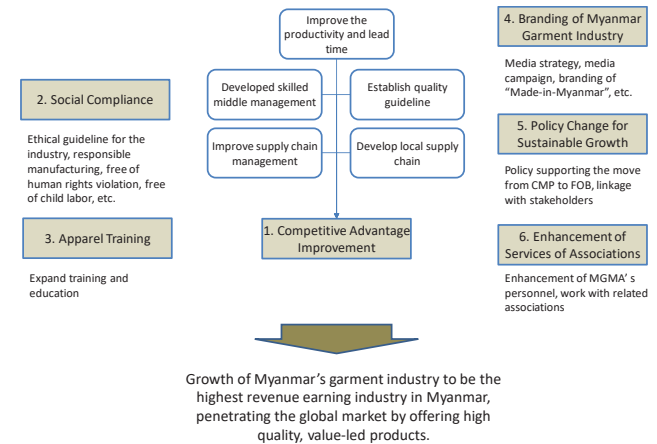 Improve the
productivity and lead
time
Developed skilled
middle management
Establish quality
guideline
Improve supply chain
management
Develop local supply
chain
1. Competitive Advantage
Improvement
2. Social Compliance
Ethical guideline for the
industry, responsible
manufacturing, free of
human rights violation, free
of child labor, etc.
3. Apparel Training
Expand training and
education
4. Branding of Myanmar
Garment Industry
Media strategy, media
campaign, branding of
“Made-in-Myanmar”, etc.
5. Policy Change for
Sustainable Growth
Policy supporting the move
from CMP to FOB, linkage
with stakeholders
6. Enhancement of
Services of Associations
Enhancement of MGMA’ s
personnel, work with related
associations
Growth of Myanmar’s garment industry to be the
highest revenue earning industry in Myanmar,
penetrating the global market by offering high
quality, value-led products.